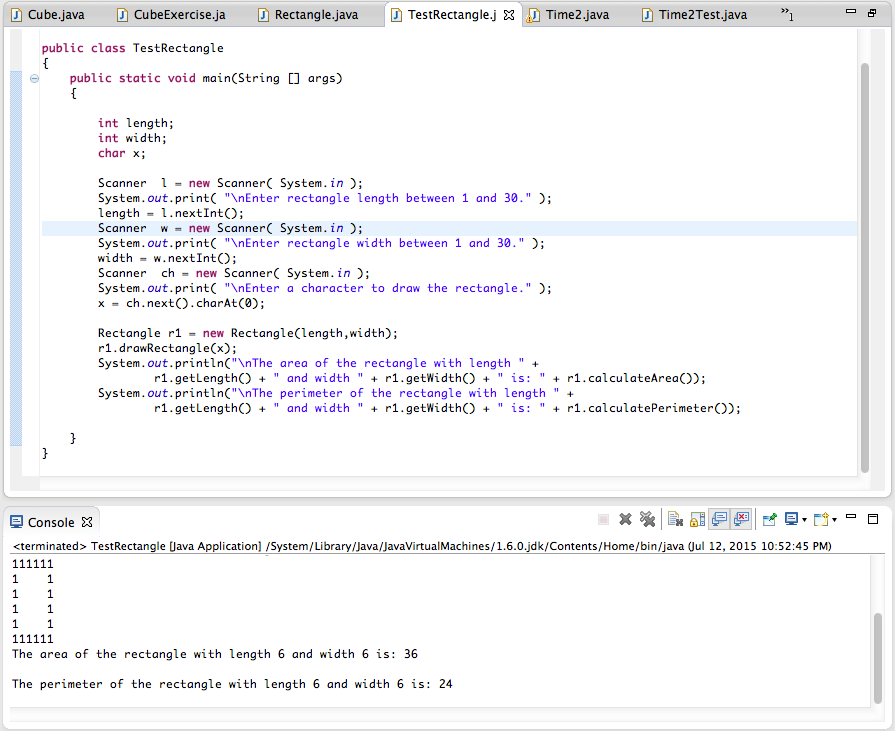 Cube.java CubeExercise.ja Rectangle.java TestRectangle.j Time2.java Time2Test.java »1
public class TestRectangle
{
public static void main(String [] args)
{
int length;
int width;
char x;
Scanner  l = new Scanner( System.in );
System.out.print( "\nEnter rectangle length between 1 and 30." );
length = l.nextInt();
Scanner  w = new Scanner( System.in );
System.out.print( "\nEnter rectangle width between 1 and 30." );
width = w.nextInt();
Scanner  ch = new Scanner( System.in );
System.out.print( "\nEnter a character to draw the rectangle." );
x = ch.next().charAt(0);
Rectangle r1 = new Rectangle(length,width);
r1.drawRectangle(x);
System.out.println("\nThe area of the rectangle with length " +
r1.getLength() + " and width " + r1.getWidth() + " is: " + r1.calculateArea());
System.out.println("\nThe perimeter of the rectangle with length " +
r1.getLength() + " and width " + r1.getWidth() + " is: " + r1.calculatePerimeter());
}
}
Console
<terminated> TestRectangle [Java Application] /System/Library/Java/JavaVirtualMachines/1.6.0.jdk/Contents/Home/bin/java (Jul 12, 2015 10:52:45 PM)
111111
1    1
1    1
1    1
1    1
111111
The area of the rectangle with length 6 and width 6 is: 36
The perimeter of the rectangle with length 6 and width 6 is: 24